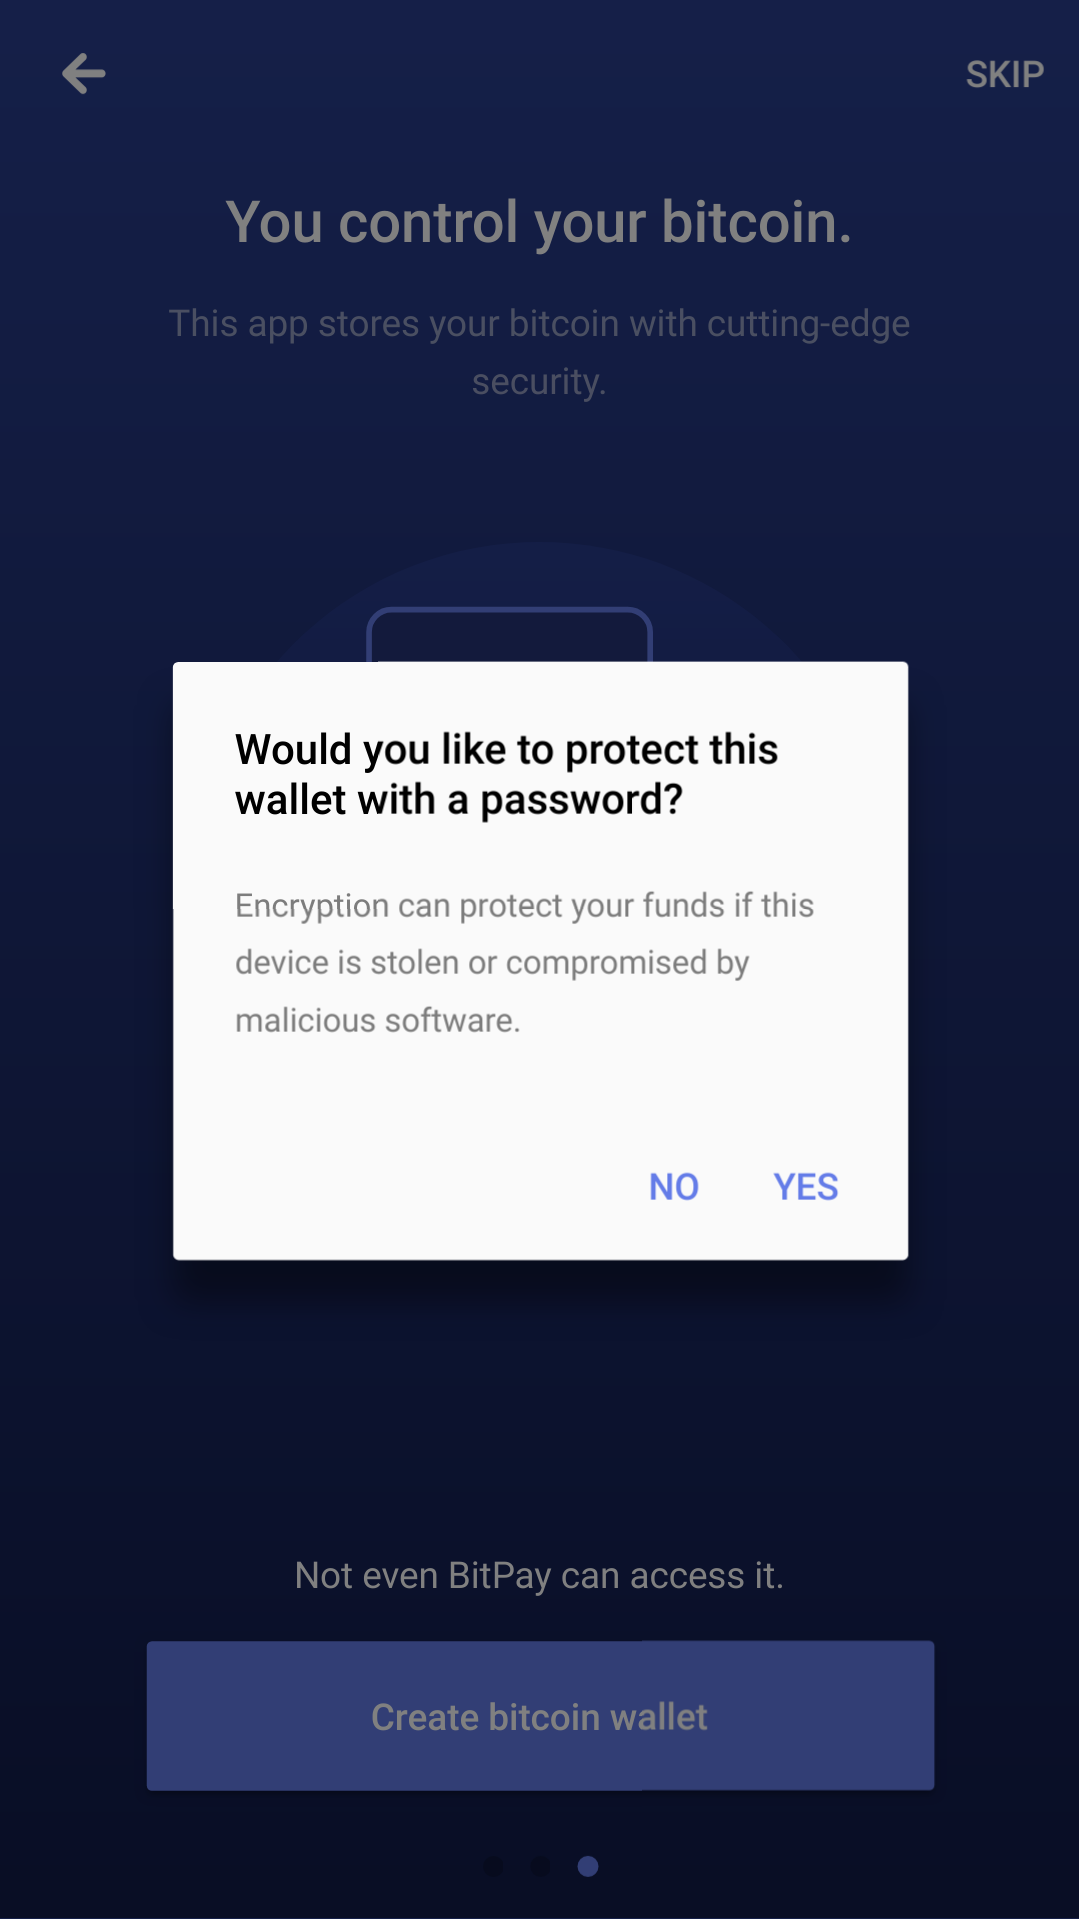 SKIP
You control your bitcoin.
This app stores your bitcoin with cutting-edge
security.
Would you like to protect this
wallet with a password?
Encryption can protect your funds if this
device is stolen or compromised by
malicious software.
NO YES
Not even BitPay can access it.
Create bitcoin wallet